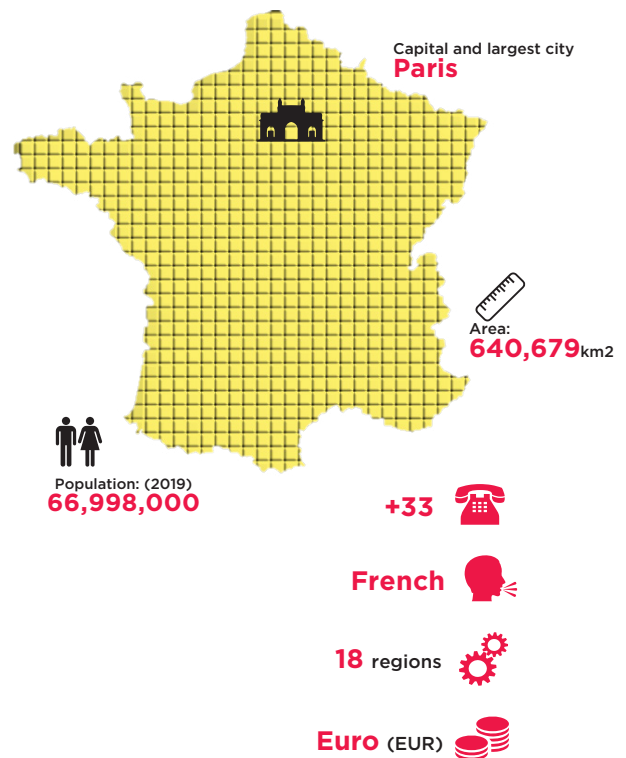 Capital and largest city
Paris
Area:
640,679km2
Population: (2019)
66,998,000
+33
French
18 regions
Euro (EUR)